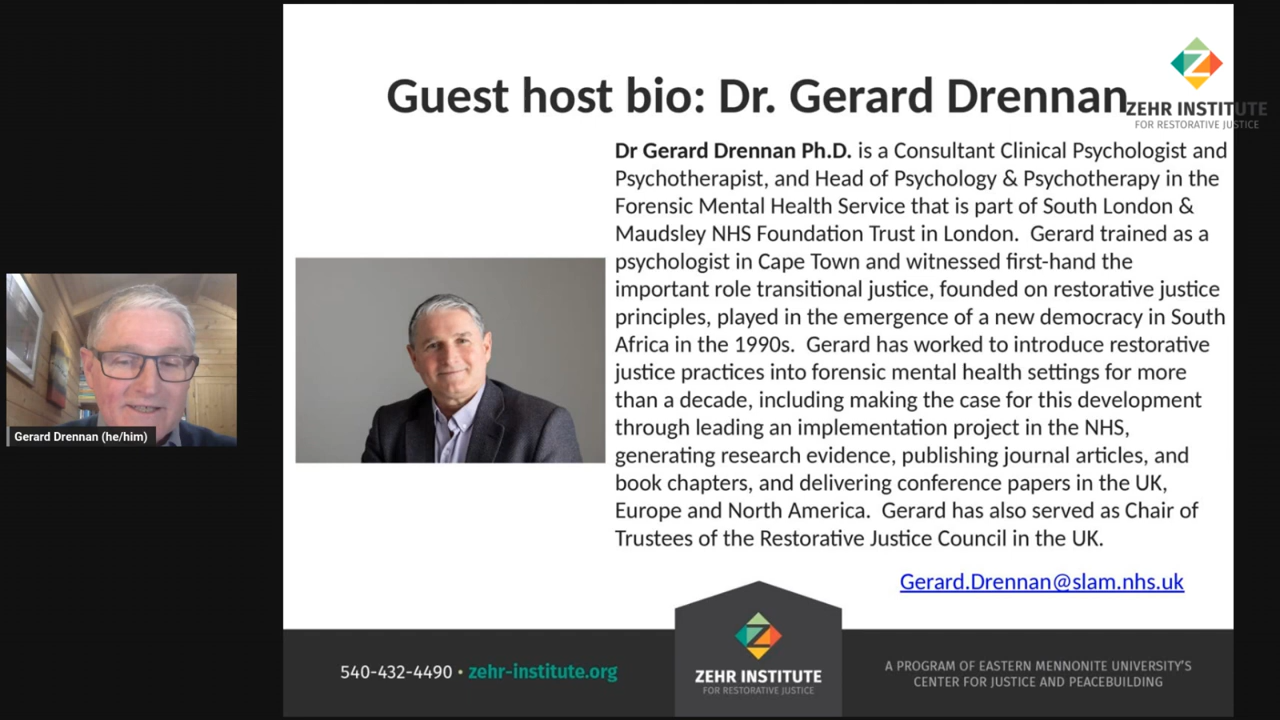 Guest host bio: Dr. Gerard Drennan
ZEHR INSTITUTE
FOR RESTORATIVE JUSTICE
Dr Gerard Drennan Ph.D. is a Consultant Clinical Psychologist and
Psychotherapist, and Head of Psychology & Psychotherapy in the
Forensic Mental Health Service that is part of South London &
Maudsley NHS Foundation Trust in London.  Gerard trained as a
psychologist in Cape Town and witnessed first-hand the
important role transitional justice, founded on restorative justice
principles, played in the emergence of a new democracy in South
Africa in the 1990s.  Gerard has worked to introduce restorative
justice practices into forensic mental health settings for more
than a decade, including making the case for this development
through leading an implementation project in the NHS,
generating research evidence, publishing journal articles, and
book chapters, and delivering conference papers in the UK,
Europe and North America.  Gerard has also served as Chair of
Trustees of the Restorative Justice Council in the UK.
Gerard.Drennan@slam.nhs.uk
Gerard Drennan (he/him)
540-432-4490 • zehr-institute.org
ZEHR INSTITUTE
FOR RESTORATIVE JUSTICE
A PROGRAM OF EASTERN MENNONITE UNIVERSITY'S
CENTER FOR JUSTICE AND PEACEBUILDING